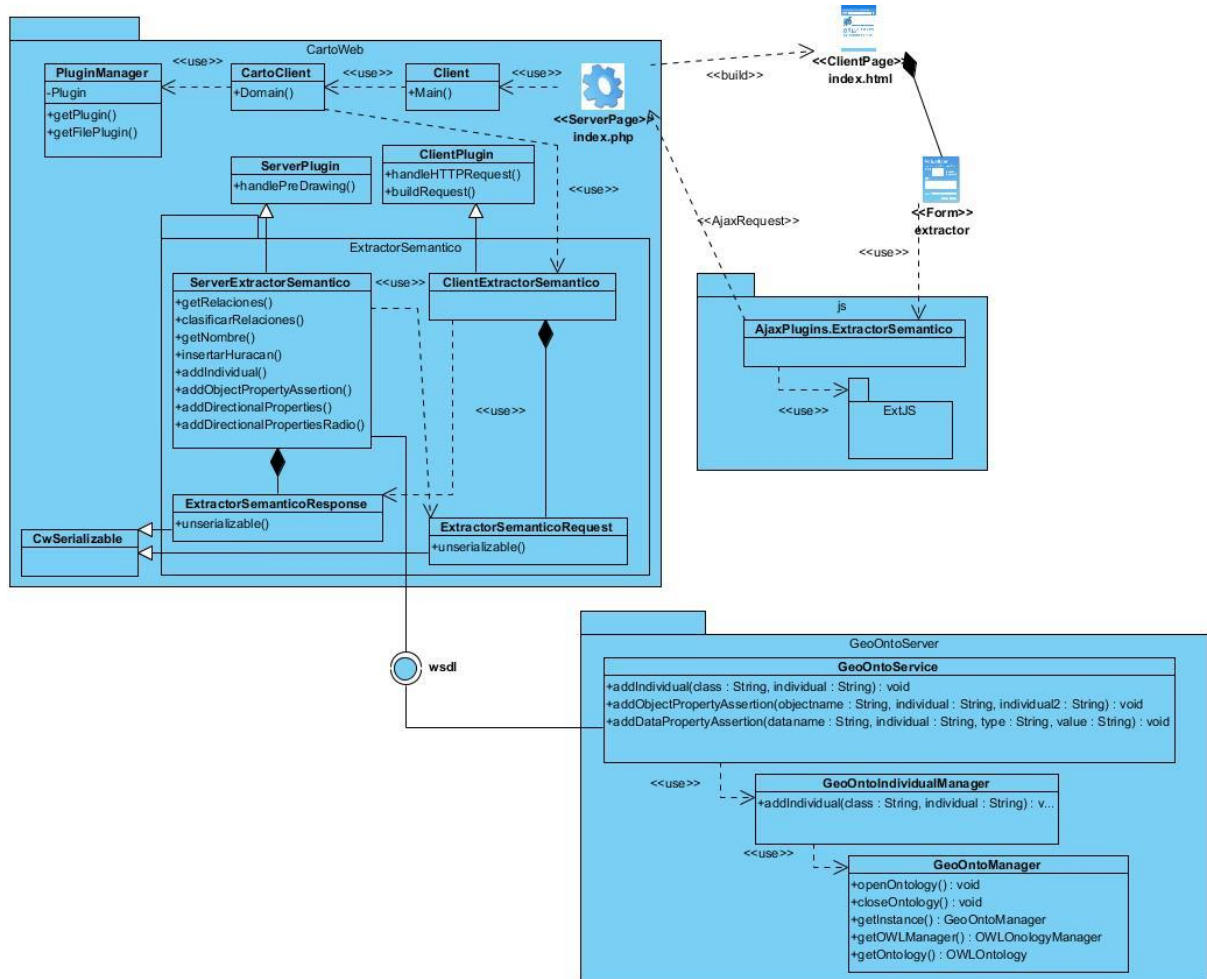 CartoWeb
PluginManager
-Plugin
+getPlugin()
+getFilePlugin()
<<use>>
CartoClient
+Domain()
<<use>>
Client
+Main()
<<use>>
<<ServerPage>>
index.php
<<build>>
<<ClientPage>>
index.html
<<Form>>
extractor
<<use>>
<<AjaxRequest>>
<<use>>
ServerPlugin
+handlePreDrawing()
ClientPlugin
+handleHTTPRequest()
+buildRequest()
ExtractorSemantico
ServerExtractorSemantico
+getRelaciones()
+clasificarRelaciones()
+getNombre()
+insertarHuracan()
+addIndividual()
+addObjectPropertyAssertion()
+addDirectionalProperties()
+addDirectionalPropertiesRadio()
<<use>>
ClientExtractorSemantico
<<use>>
ExtractorSemanticoResponse
+unserializable()
ExtractorSemanticoRequest
+unserializable()
CwSerializable
js
AjaxPlugins.ExtractorSemantico
<<use>>
ExtJS
wsdl
GeoOntoServer
GeoOntoService
+addIndividual(class : String, individual : String) : void
+addObjectPropertyAssertion(objectname : String, individual : String, individual2 : String) : void
+addDataPropertyAssertion(dataname : String, individual : String, type : String, value : String) : void
<<use>>
GeoOntoIndividualManager
+addIndividual(class : String, individual : String) : v...
<<use>>
GeoOntoManager
+openOntology() : void
+closeOntology() : void
+getInstance() : GeoOntoManager
+getOWLManager() : OWLOnologyManager
+getOntology() : OWLOntology